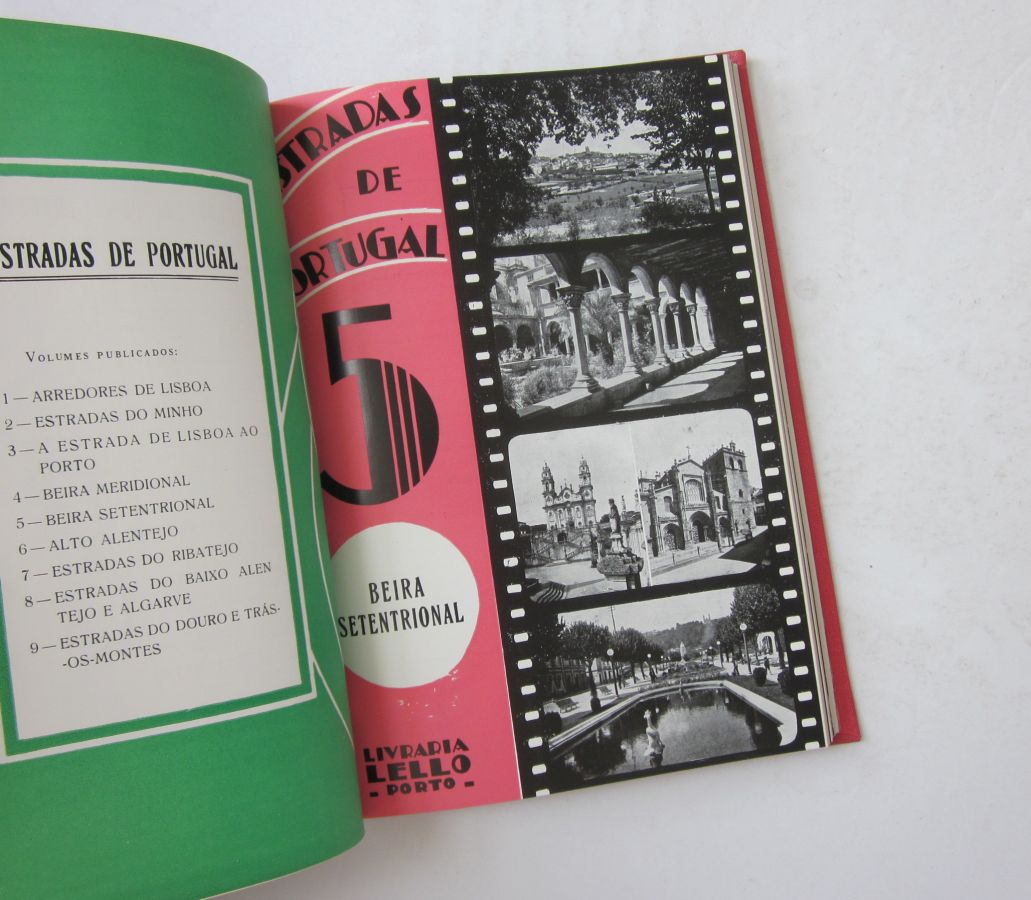 STRADAS DE PORTUGAL
VOLUMES PUBLICADOS:
1 — ARREDORES DE LISBOA
2 — ESTRADAS DO MINHO
3 — A ESTRADA DE LISBOA AO
PORTO
4 — BEIRA MERIDIONAL
5 — BEIRA SETENTRIONAL
6 — ALTO ALENTEJO
7 — ESTRADAS DO RIBATEJO
8 — ESTRADAS DO BAIXO ALEN
TEJO E ALGARVE
9 — ESTRADAS DO DOURO E TRÁS-
-OS-MONTES
STRADAS
DE
ORTUGAL
5
BEIRA
SETENTRIONAL
LIVRARIA
LELLO
- PORTO -